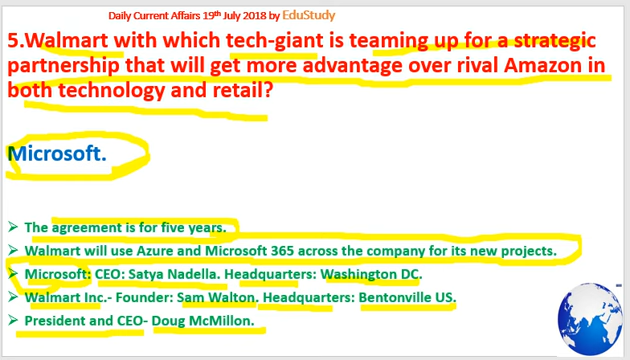 Daily Current Affairs 19th July 2018 by EduStudy
5.Walmart with which tech-giant is teaming up for a strategic
partnership that will get more advantage over rival Amazon in
both technology and retail?
Microsoft.
➢ The agreement is for five years.
➢ Walmart will use Azure and Microsoft 365 across the company for its new projects.
➢ Microsoft: CEO: Satya Nadella. Headquarters: Washington DC.
➢ Walmart Inc.- Founder: Sam Walton. Headquarters: Bentonville US.
➢ President and CEO- Doug McMillon.